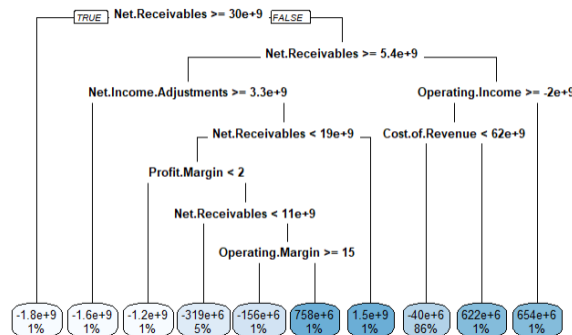 TRUE Net.Receivables >= 30e+9 FALSE
Net.Receivables >= 5.4e+9
Net.Income.Adjustments >= 3.3e+9 Operating.Income >= -2e+9
Net.Receivables < 19e+9 Cost.of.Revenue < 62e+9
Profit.Margin < 2
Net.Receivables < 11e+9
Operating.Margin >= 15
-1.8e+9 -1.6e+9 -1.2e+9 -319e+6 -156e+6 758e+6 1.5e+9 -40e+6 622e+6 654e+6
1% 1% 1% 5% 1% 1% 1% 86% 1% 1%